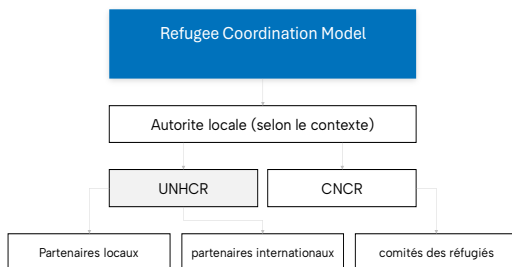 Refugee Coordination Model
Autorite locale (selon le contexte)
UNHCR
CNCR
Partenaires locaux
partenaires internationaux
comités des réfugiés